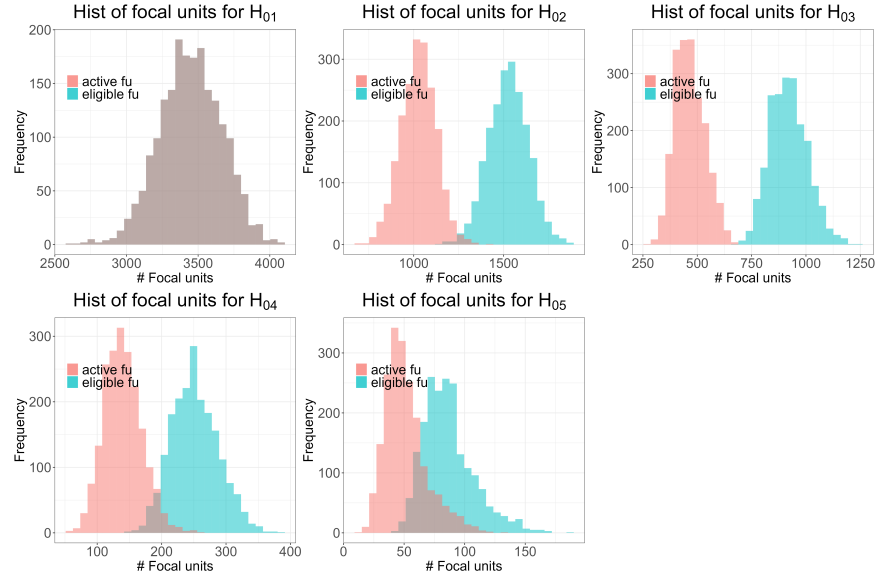 Hist of focal units for H01
200
150
100
50
0
Frequency
active fu
eligible fu
2500 3000 3500 4000
# Focal units
Hist of focal units for H02
300
200
100
0
Frequency
active fu
eligible fu
1000 1500
# Focal units
Hist of focal units for H03
300
200
100
0
Frequency
active fu
eligible fu
250 500 750 1000 1250
# Focal units
Hist of focal units for H04
300
200
100
0
Frequency
active fu
eligible fu
100 200 300 400
# Focal units
Hist of focal units for H05
300
200
100
0
Frequency
active fu
eligible fu
0 50 100 150
# Focal units